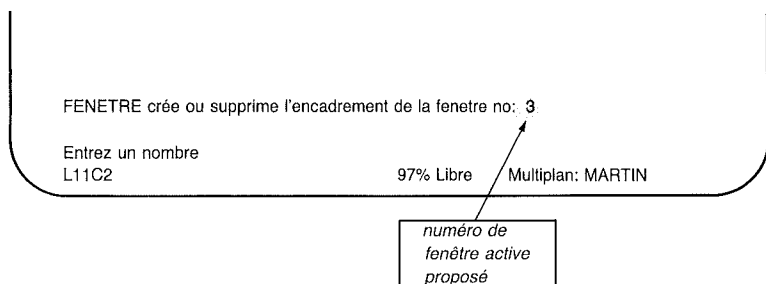 FENETRE crée ou supprime l'encadrement de la fenetre no: 3
Entrez un nombre
L11C2 97% Libre Multiplan: MARTIN
numéro de
fenêtre active
proposé